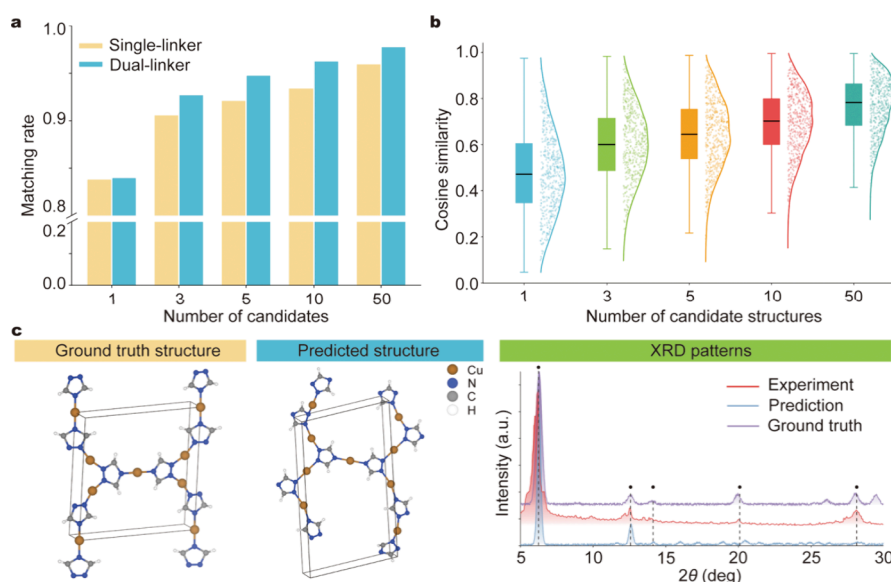 a
1.0
0.9
0.8
0.2
0.0
Matching rate
Single-linker
Dual-linker
1 3 5 10 50
Number of candidates
b
1.0
0.8
0.6
0.4
0.2
0.0
Cosine similarity
1 3 5 10 50
Number of candidate structures
c
Ground truth structure
Predicted structure
Cu
N
C
H
XRD patterns
Intensity (a.u.)
Experiment
Prediction
Ground truth
5 10 15 20 25 30
2θ (deg)